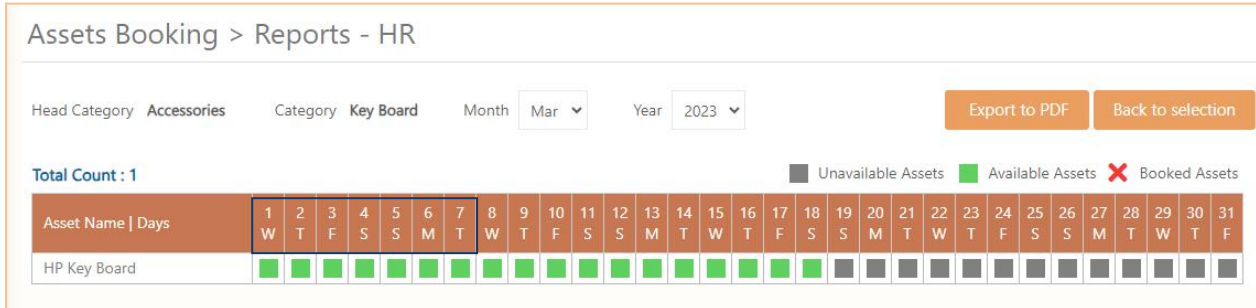 Assets Booking > Reports - HR
Head Category Accessories Category Key Board Month Mar Year 2023 Export to PDF Back to selection
Total Count : 1 Unavailable Assets Available Assets Booked Assets
Asset Name | Days 1 2 3 4 5 6 7 8 9 10 11 12 13 14 15 16 17 18 19 20 21 22 23 24 25 26 27 28 29 30 31
W T F S S M T W T F S S M T W T F S S M T W T F S S M T W T F
HP Key Board